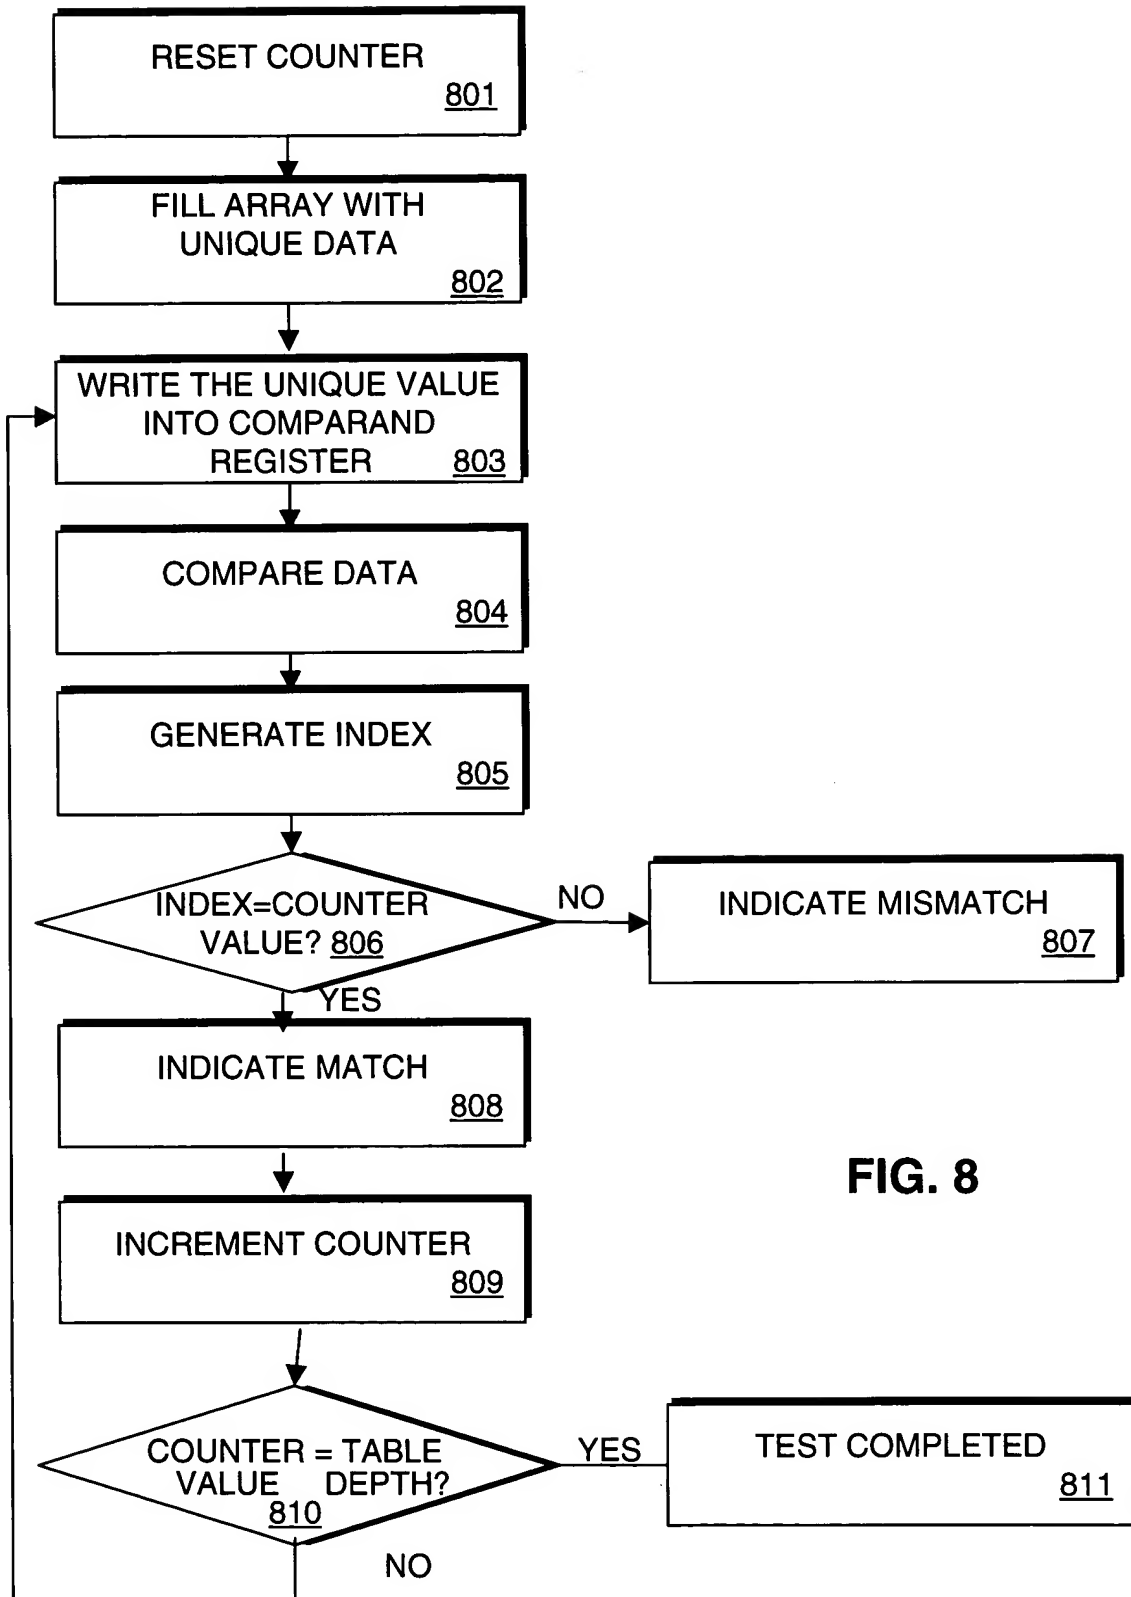 RESET COUNTER
801
FILL ARRAY WITH
UNIQUE DATA
802
WRITE THE UNIQUE VALUE
INTO COMPARAND
REGISTER 803
COMPARE DATA
804
GENERATE INDEX
805
INDEX=COUNTER
VALUE? 806
NO
INDICATE MISMATCH
807
YES
INDICATE MATCH
808
FIG. 8
INCREMENT COUNTER
809
COUNTER = TABLE
VALUE DEPTH?
810
YES
TEST COMPLETED
811
NO